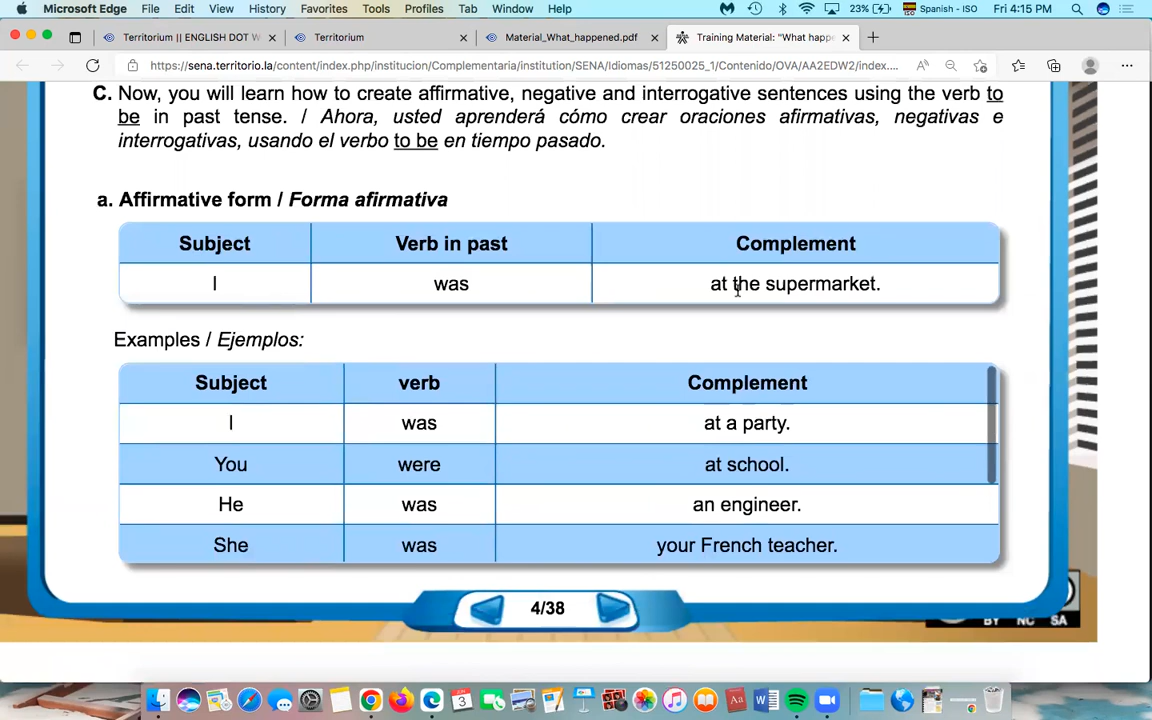 Microsoft Edge File Edit View History Favorites Tools Profiles Tab Window Help 23% Spanish - ISO Fri 4:15 PM
Territorium || ENGLISH DOT W Territorium Material_What_happened.pdf Training Material: "What happe
https://sena.territorio.la/content/index.php/institucion/Complementaria/institution/SENA/Idiomas/51250025_1/Contenido/OVA/AA2EDW2/index....
C. Now, you will learn how to create affirmative, negative and interrogative sentences using the verb to
be in past tense. / Ahora, usted aprenderá cómo crear oraciones afirmativas, negativas e
interrogativas, usando el verbo to be en tiempo pasado.
a. Affirmative form / Forma afirmativa
Subject Verb in past Complement
I was at the supermarket.
Examples / Ejemplos:
Subject verb Complement
I was at a party.
You were at school.
He was an engineer.
She was your French teacher.
4/38
BY NC SA